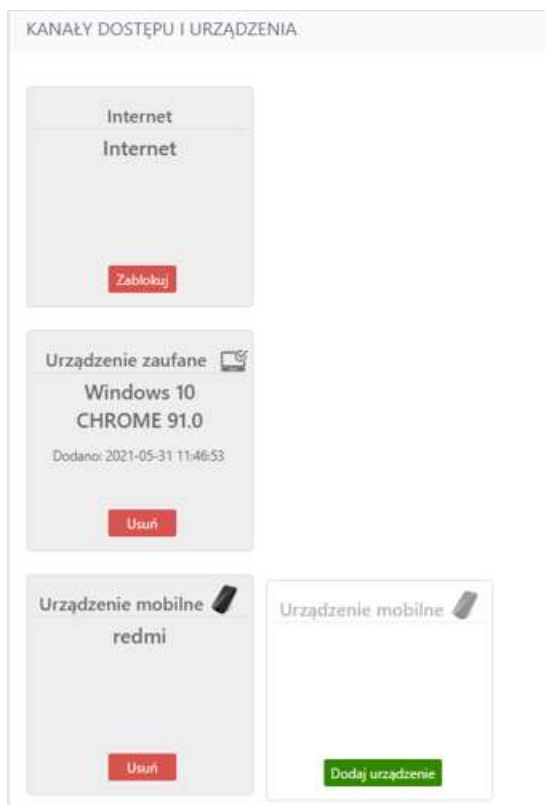 KANAŁY DOSTĘPU I URZĄDZENIA
Internet
Internet
Zablokuj
Urządzenie zaufane
Windows 10
CHROME 91.0
Dodano: 2021-05-31 11:46:53
Usuń
Urządzenie mobilne
redmi
Usuń
Urządzenie mobilne
Dodaj urządzenie